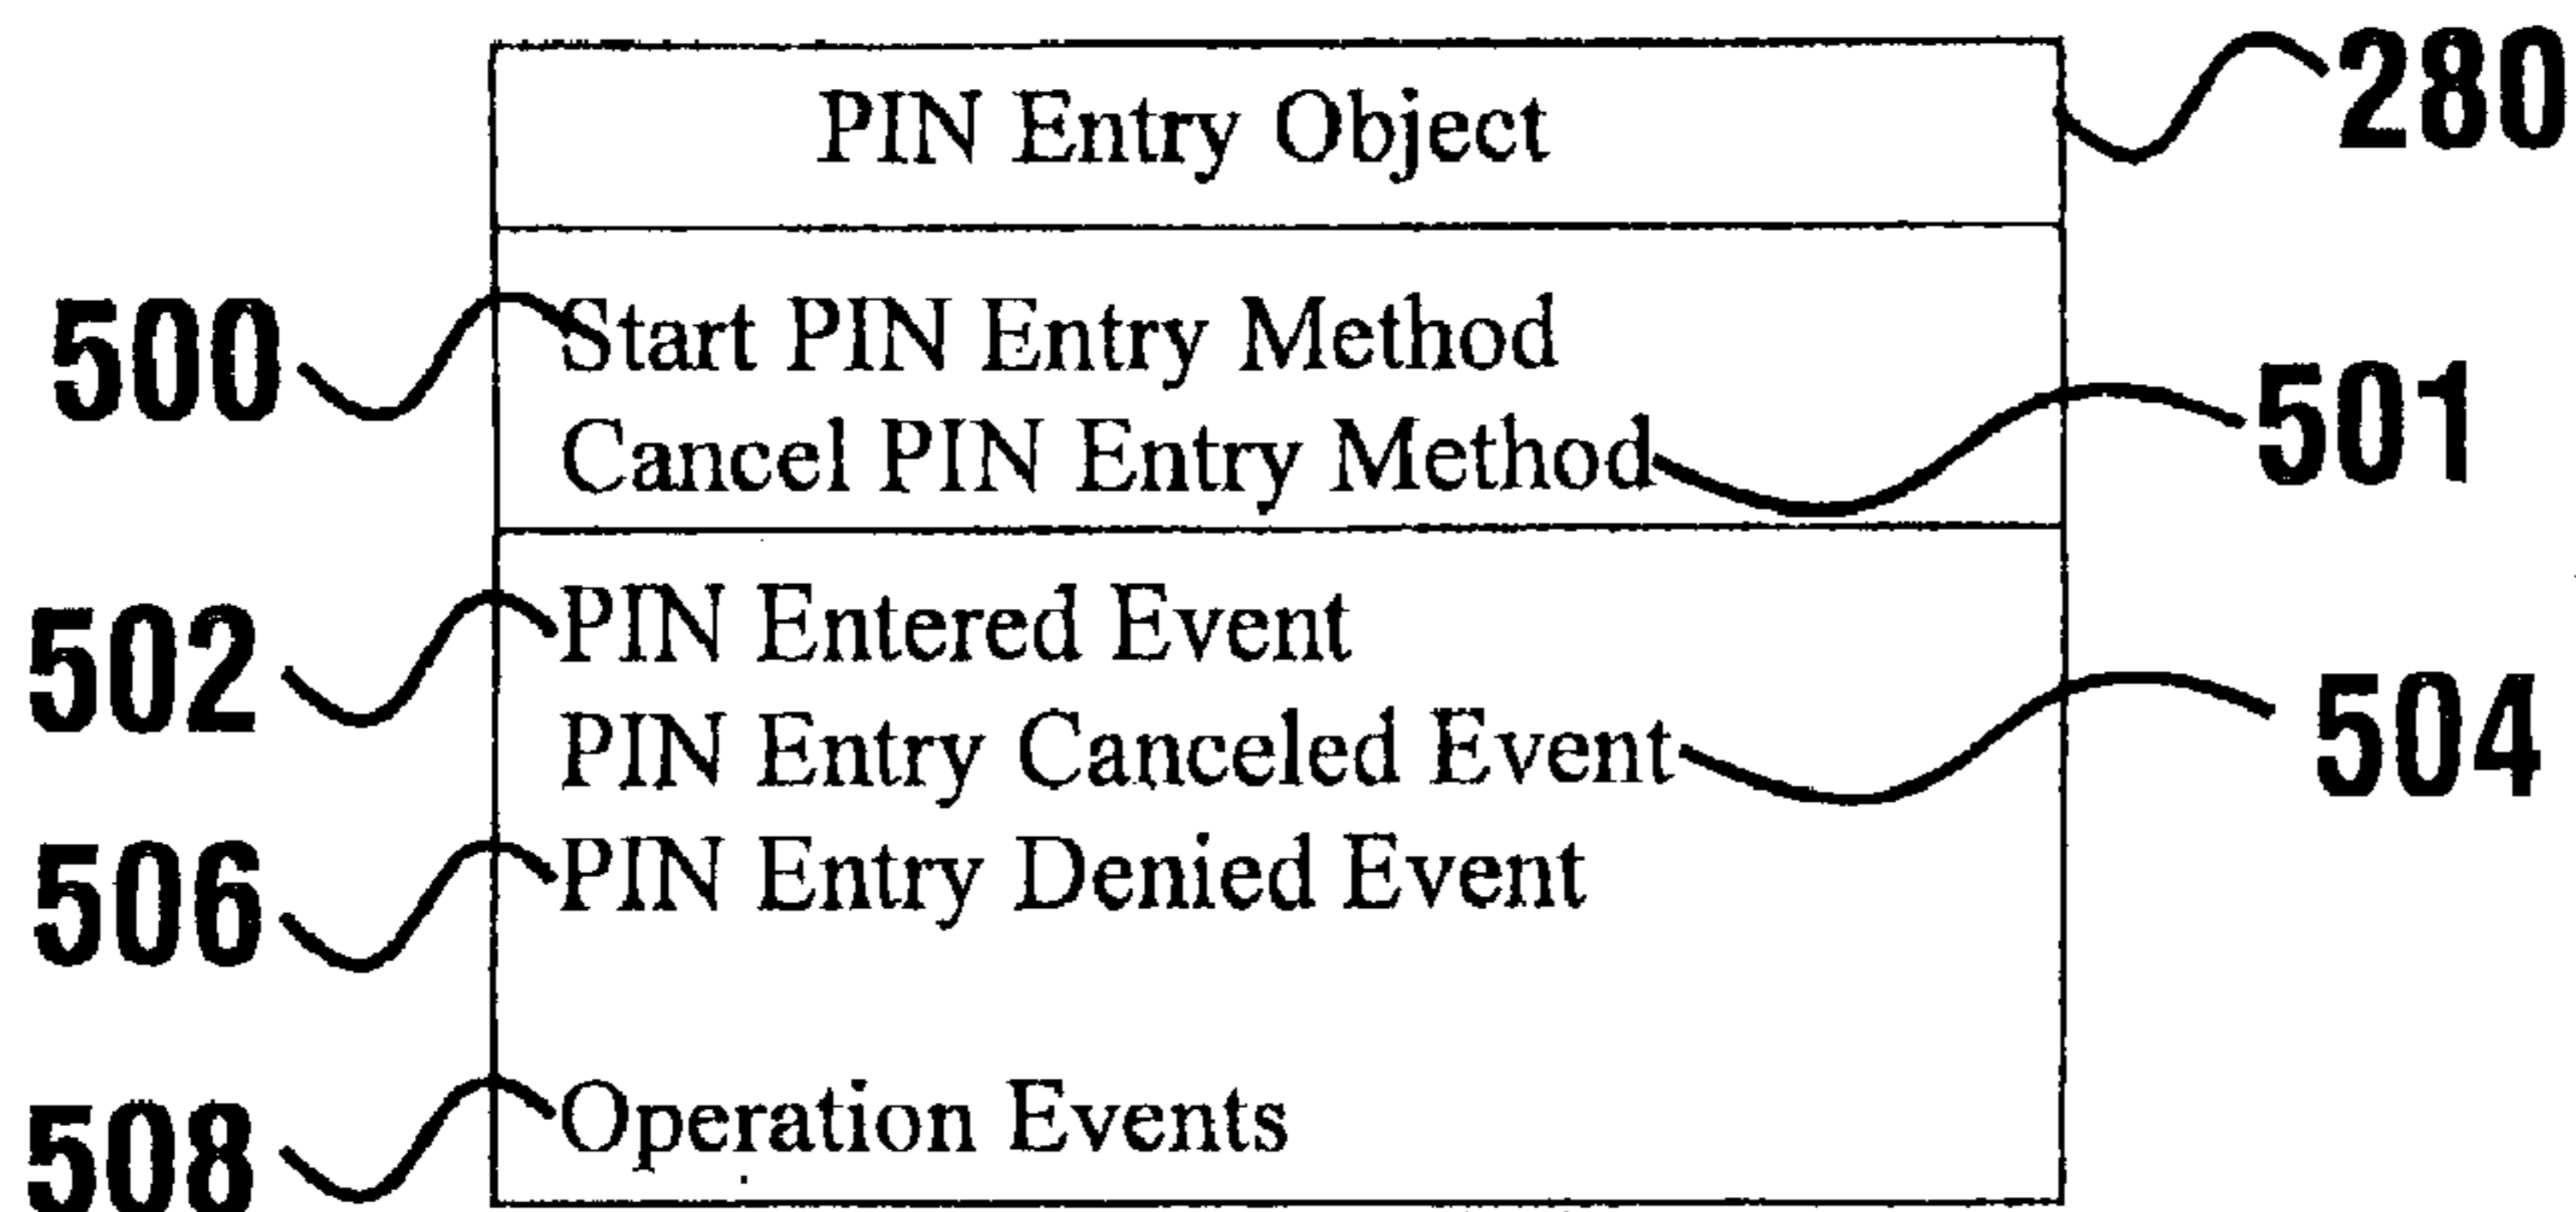 PIN Entry Object 280
500 Start PIN Entry Method
Cancel PIN Entry Method 501
502 PIN Entered Event
PIN Entry Canceled Event 504
506 PIN Entry Denied Event
508 Operation Events